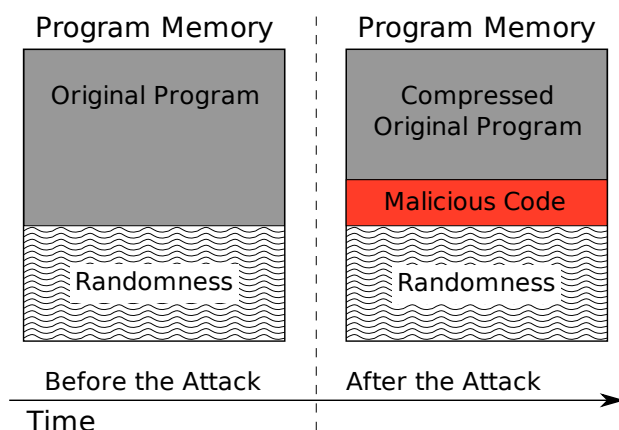 Program Memory
Original Program
Randomness
Before the Attack
Program Memory
Compressed
Original Program
Malicious Code
Randomness
After the Attack
Time